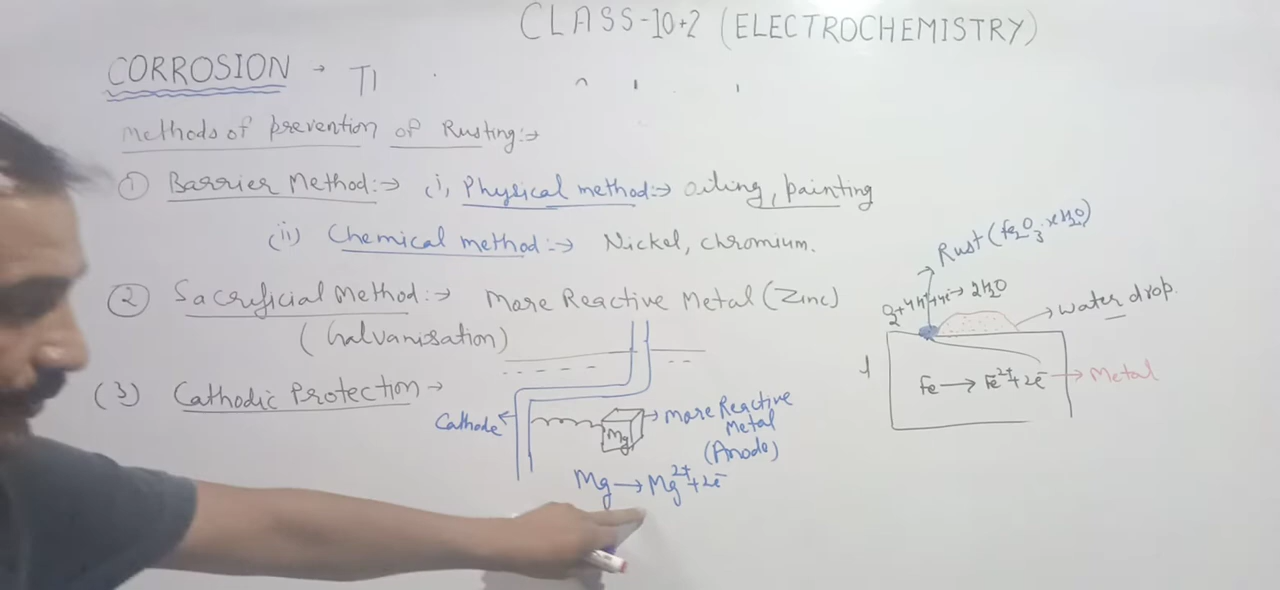 CLASS-10+2 (ELECTROCHEMISTRY)
CORROSION →
Methods of prevention of Rusting:→
① Barrier Method:→ (i) Physical method:→ oiling, painting
(ii) Chemical method:→ Nickel, chromium.
② Sacrificial Method:→ More Reactive Metal (Zinc)
(Galvanisation)
(3) Cathodic Protection →
Cathode
Mg
More Reactive
Metal
(Anode)
Mg → Mg²⁺+2e⁻
Rust (Fe₂O₃·xH₂O)
O₂+4H⁺+4e⁻→2H₂O
water drop.
Fe → Fe²⁺+2e⁻
Metal